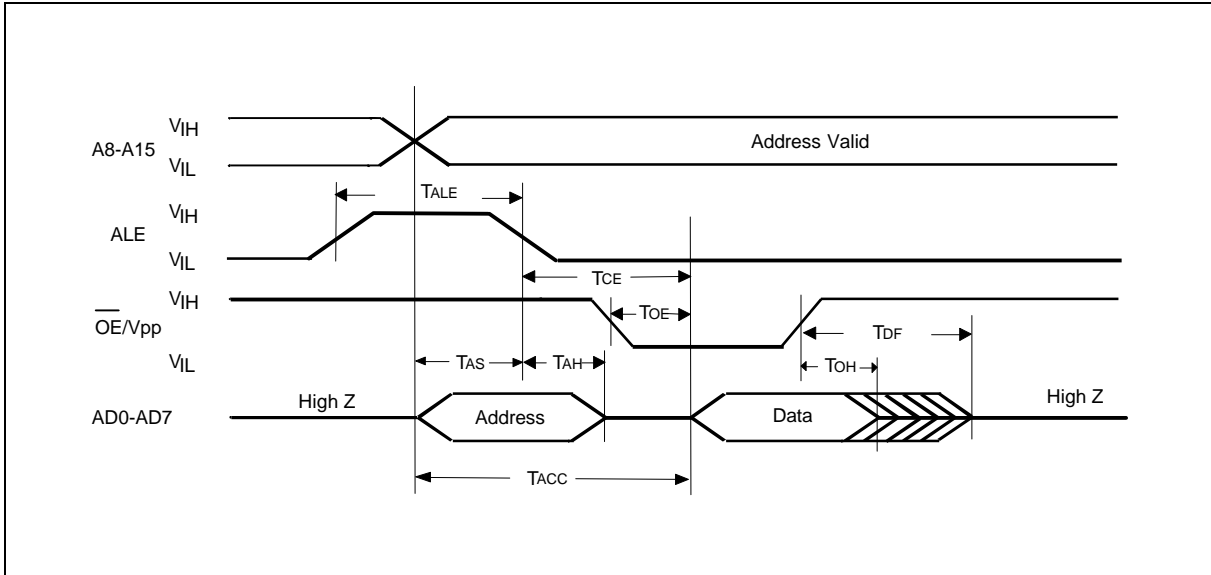 VIH
A8-A15
VIL
Address Valid
TALE
VIH
ALE
VIL
TCE
VIH
OE/Vpp
TOE
TDF
VIL
TAS
TAH
TOH
High Z
High Z
AD0-AD7
Address
Data
TACC